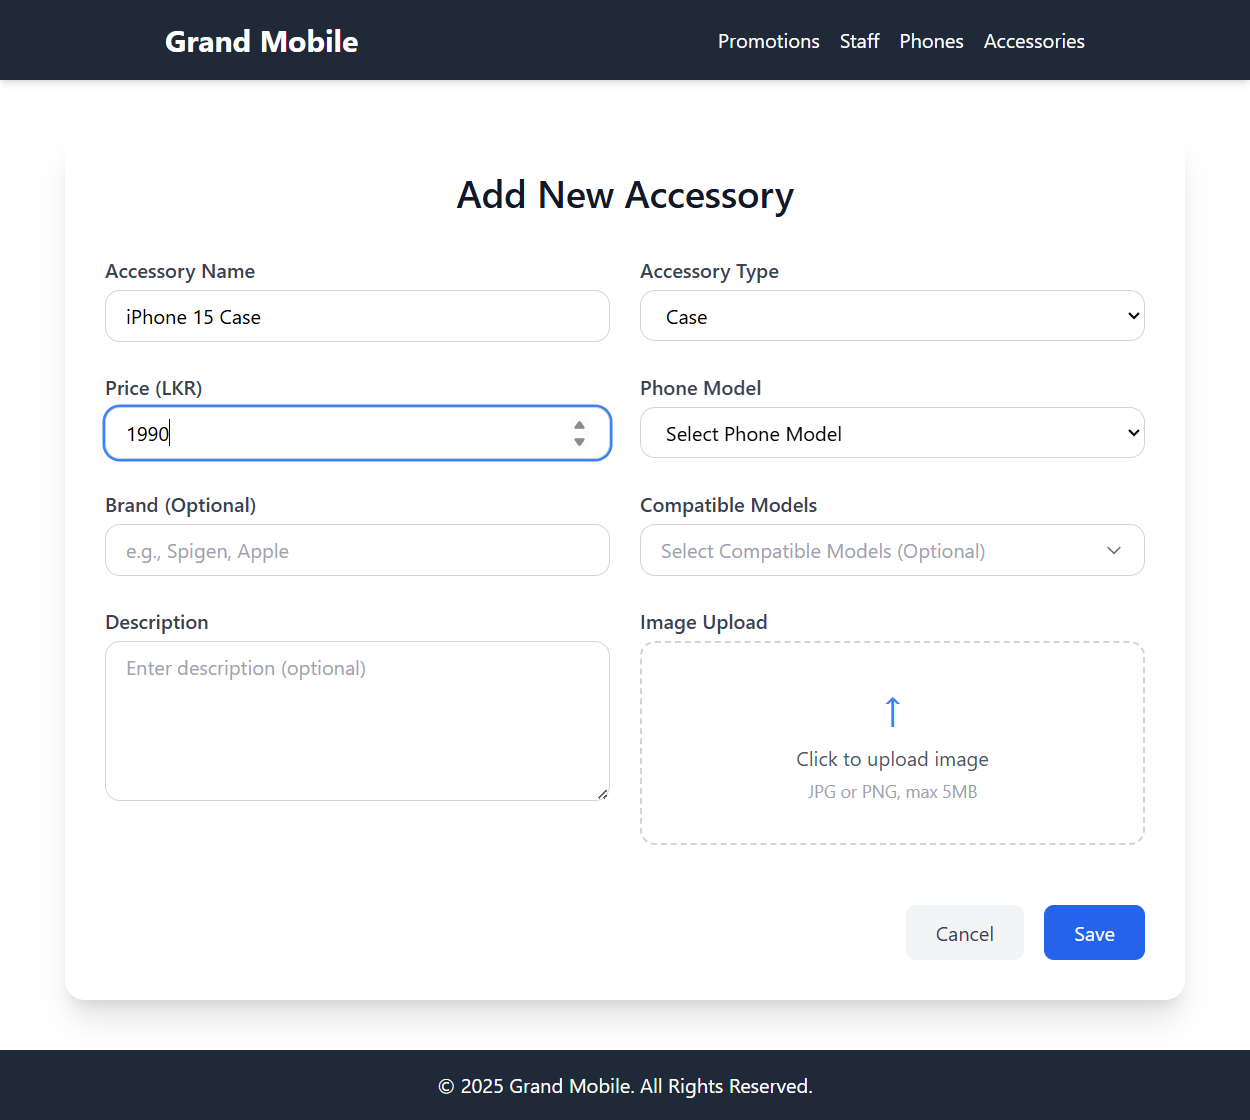 Grand Mobile
Promotions Staff Phones Accessories
Add New Accessory
Accessory Name
iPhone 15 Case
Accessory Type
Case
Price (LKR)
1990
Phone Model
Select Phone Model
Brand (Optional)
e.g., Spigen, Apple
Compatible Models
Select Compatible Models (Optional)
Description
Enter description (optional)
Image Upload
Click to upload image
JPG or PNG, max 5MB
Cancel
Save
© 2025 Grand Mobile. All Rights Reserved.